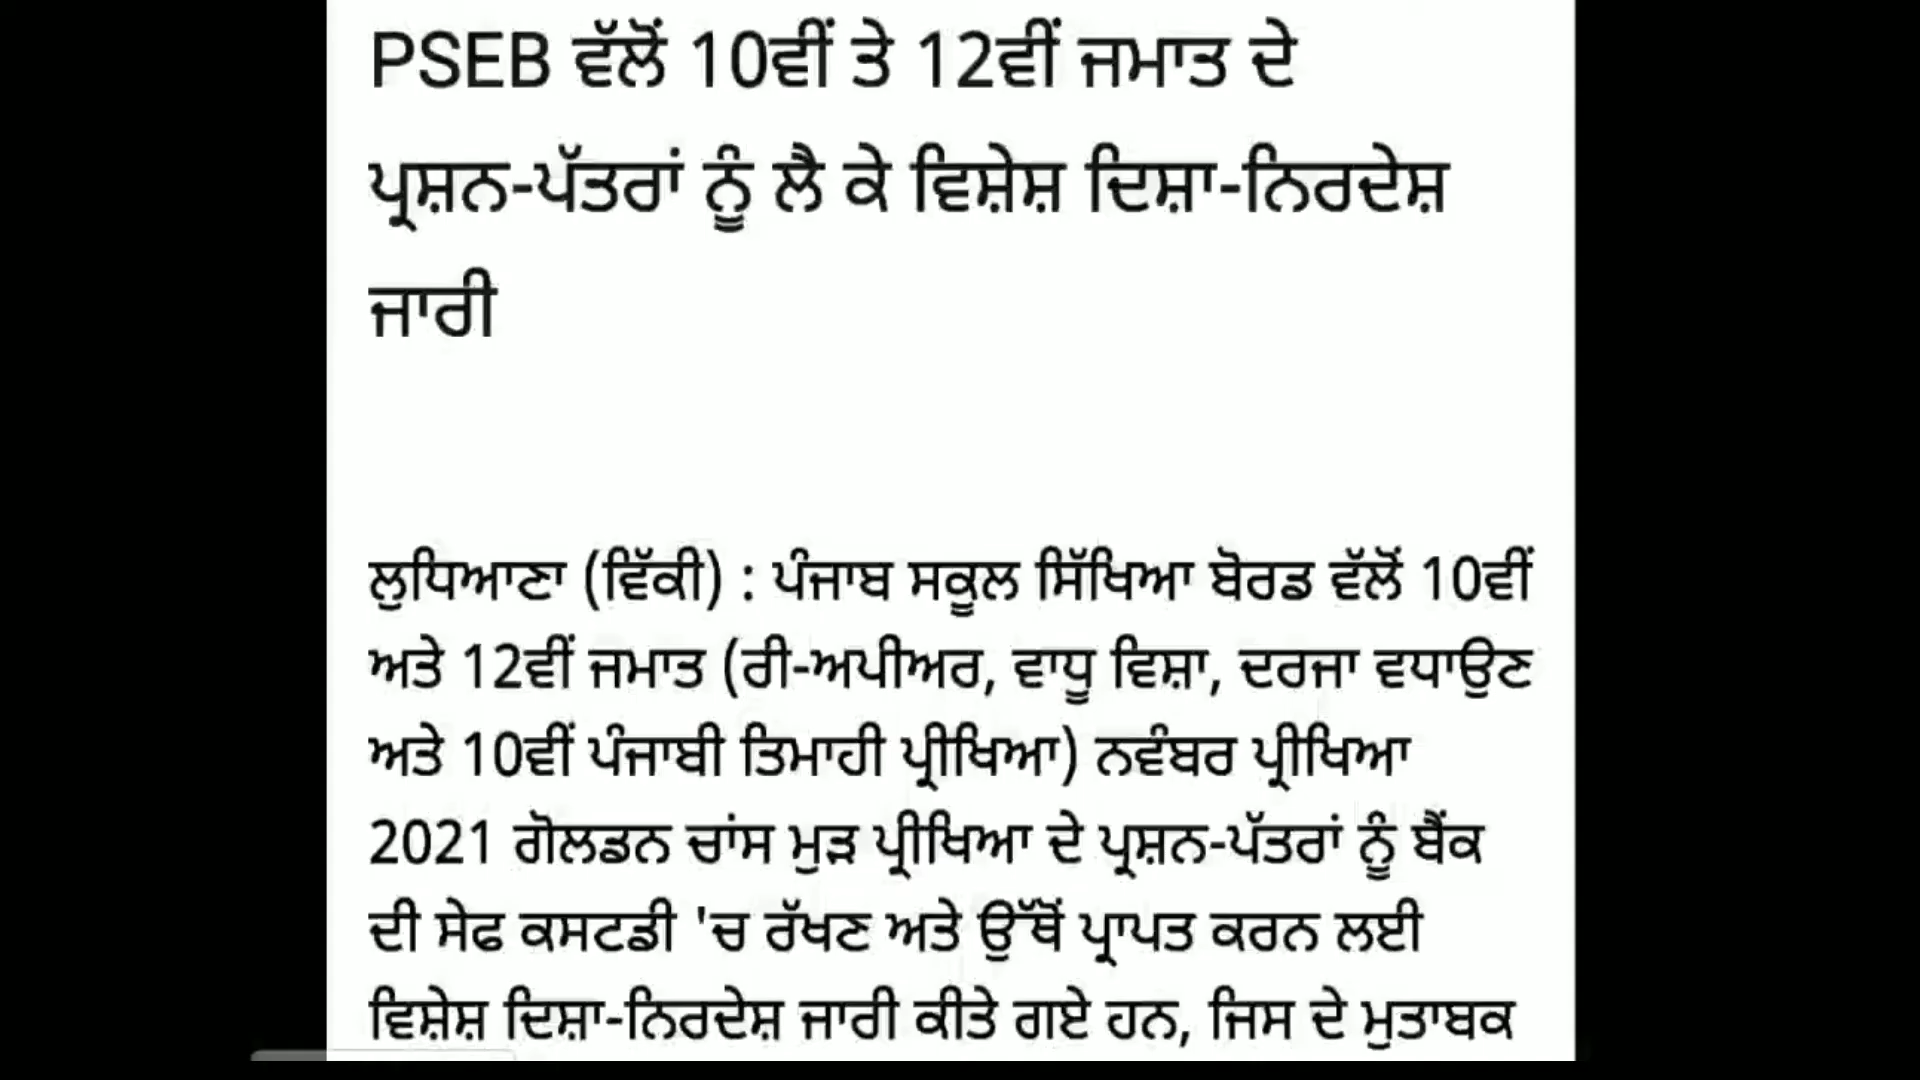 PSEB ਵੱਲੋਂ 10ਵੀਂ ਤੇ 12ਵੀਂ ਜਮਾਤ ਦੇ
ਪ੍ਰਸ਼ਨ-ਪੱਤਰਾਂ ਨੂੰ ਲੈ ਕੇ ਵਿਸ਼ੇਸ਼ ਦਿਸ਼ਾ-ਨਿਰਦੇਸ਼
ਜਾਰੀ
ਲੁਧਿਆਣਾ (ਵਿੱਕੀ) : ਪੰਜਾਬ ਸਕੂਲ ਸਿੱਖਿਆ ਬੋਰਡ ਵੱਲੋਂ 10ਵੀਂ
ਅਤੇ 12ਵੀਂ ਜਮਾਤ (ਰੀ-ਅਪੀਅਰ, ਵਾਧੂ ਵਿਸ਼ਾ, ਦਰਜਾ ਵਧਾਉਣ
ਅਤੇ 10ਵੀਂ ਪੰਜਾਬੀ ਤਿਮਾਹੀ ਪ੍ਰੀਖਿਆ) ਨਵੰਬਰ ਪ੍ਰੀਖਿਆ
2021 ਗੋਲਡਨ ਚਾਂਸ ਮੁੜ ਪ੍ਰੀਖਿਆ ਦੇ ਪ੍ਰਸ਼ਨ-ਪੱਤਰਾਂ ਨੂੰ ਬੈਂਕ
ਦੀ ਸੇਫ ਕਸਟਡੀ 'ਚ ਰੱਖਣ ਅਤੇ ਉੱਥੋਂ ਪ੍ਰਾਪਤ ਕਰਨ ਲਈ
ਵਿਸ਼ੇਸ਼ ਦਿਸ਼ਾ-ਨਿਰਦੇਸ਼ ਜਾਰੀ ਕੀਤੇ ਗਏ ਹਨ, ਜਿਸ ਦੇ ਮੁਤਾਬਕ